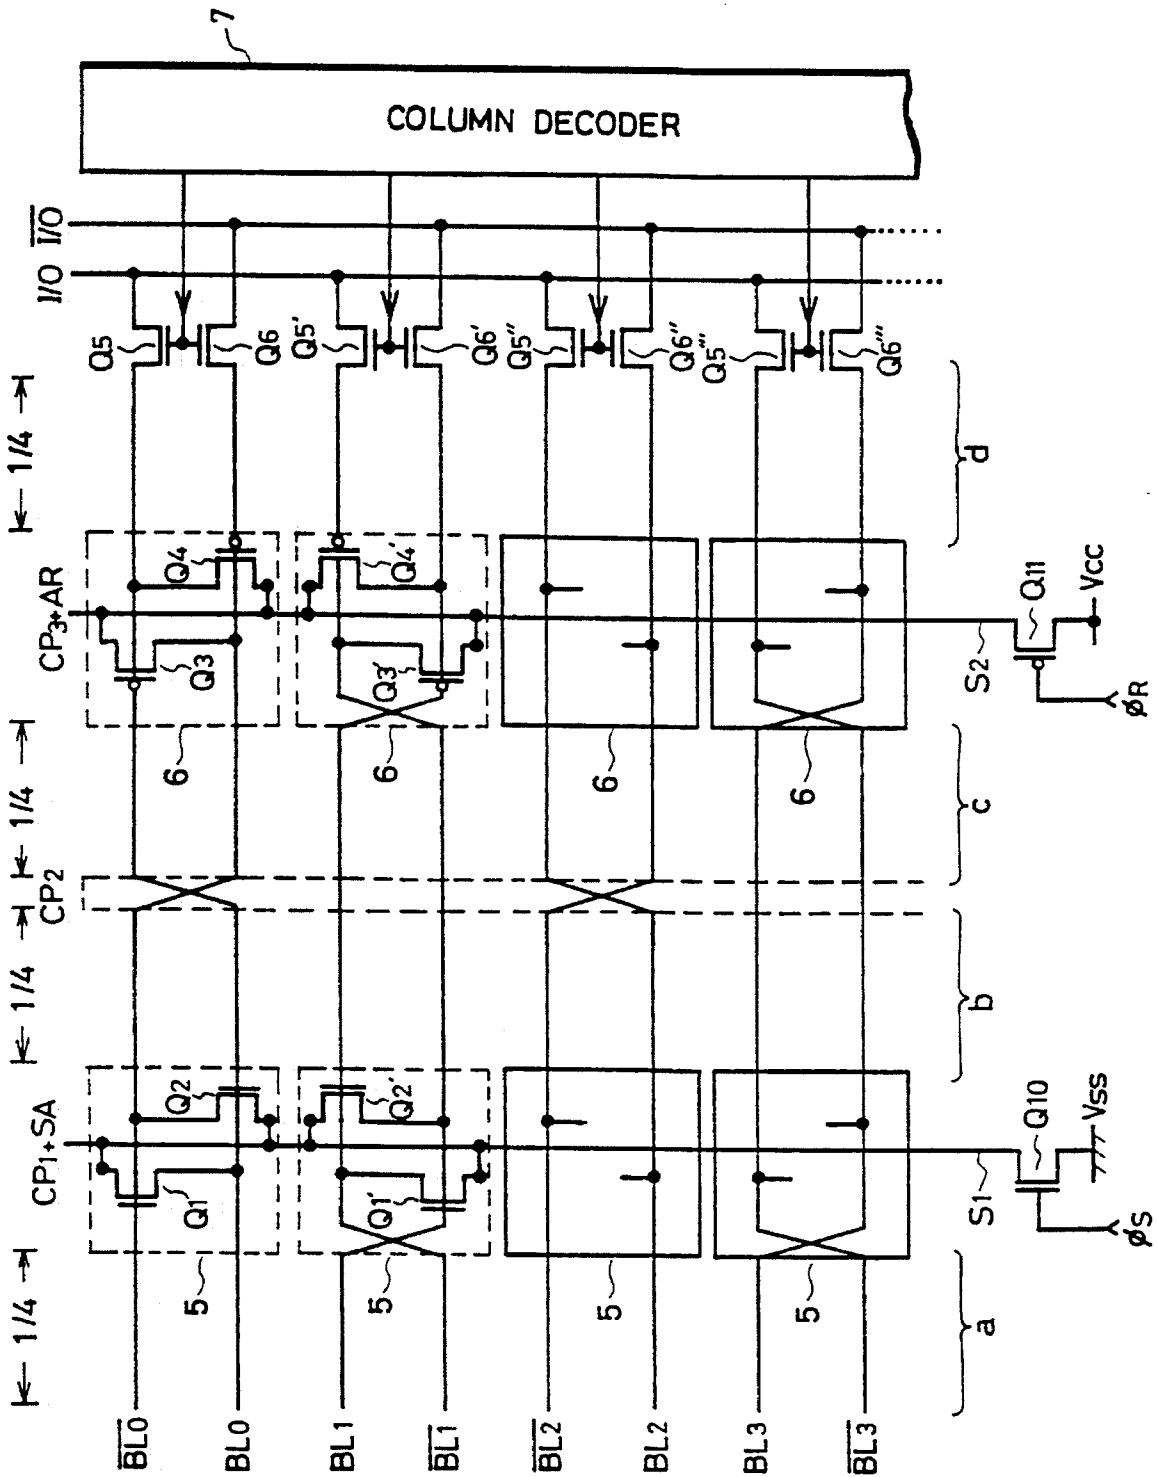 7
COLUMN DECODER
I/O
I/O
Q5
Q6
Q5'
Q6'
Q5''
Q6''
Q5'''
Q6'''
1/4
d
CP3+AR
Q3
Q4
Q3'
Q4'
6
6
6
6
S2
Q11
Vcc
φR
1/4
c
CP2
1/4
b
CP1+SA
Q1
Q2
Q1'
Q2'
5
5
5
5
S1
Q10
Vss
φS
1/4
a
BL0
BL0
BL1
BL1
BL2
BL2
BL3
BL3